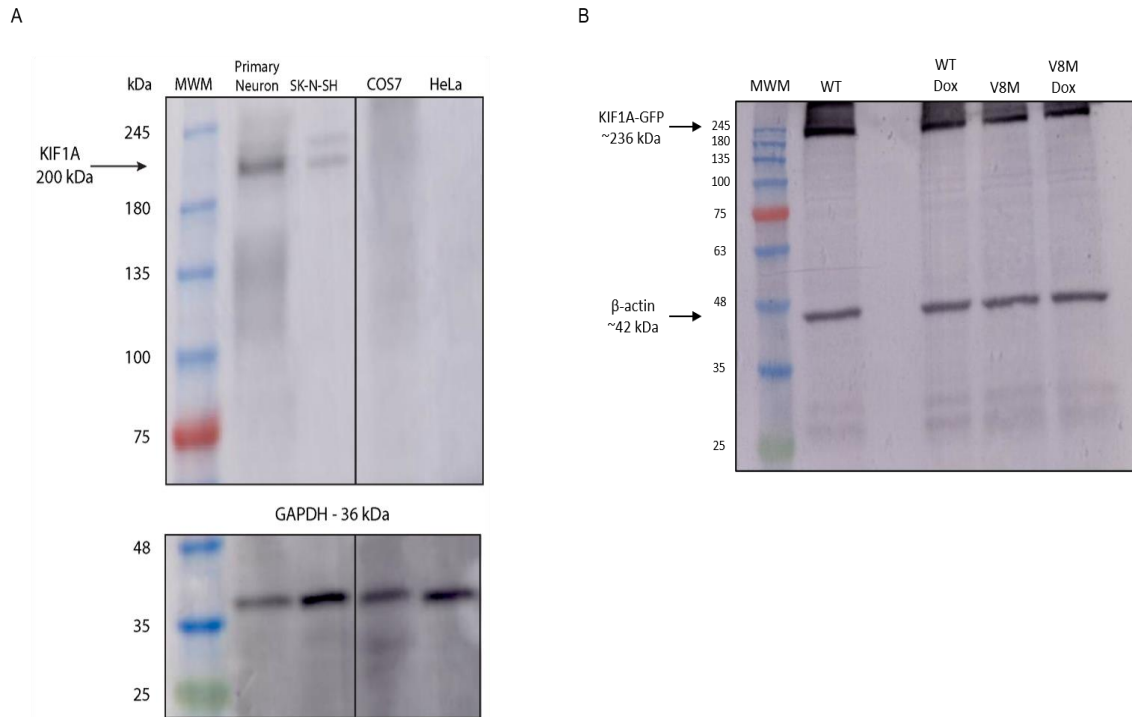 A
B
kDa
MWM
Primary
Neuron
SK-N-SH
COS7
HeLa
245
KIF1A
200 kDa
180
135
100
75
GAPDH - 36 kDa
48
35
25
MWM
WT
WT
Dox
V8M
V8M
Dox
KIF1A-GFP
~236 kDa
245
180
135
100
75
63
48
β-actin
~42 kDa
35
25